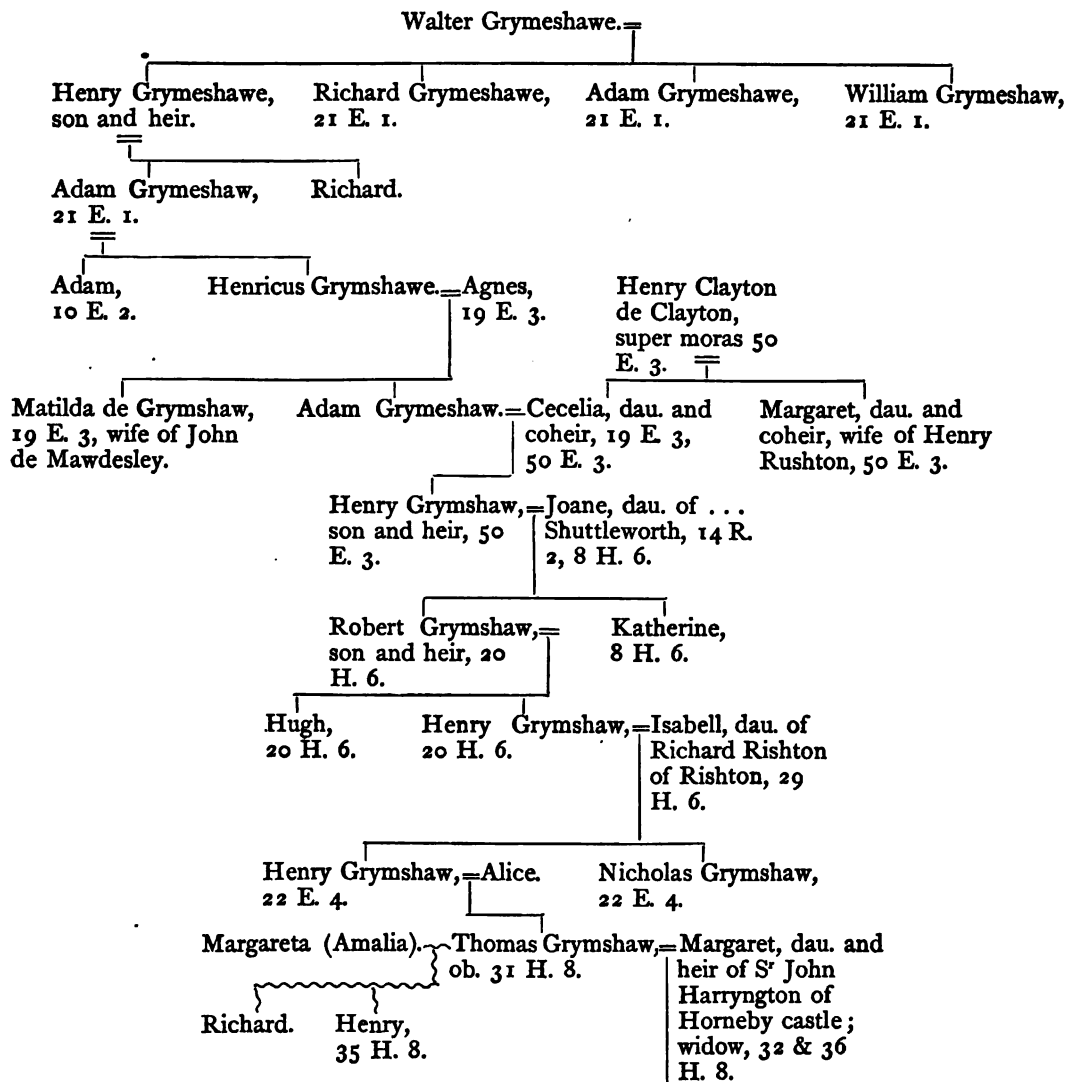 Walter Grymeshawe.=
Henry Grymeshawe,
son and heir.
Richard Grymeshawe,
21 E. 1.
Adam Grymeshawe,
21 E. 1.
William Grymeshaw,
21 E. 1.
Adam Grymeshaw,
21 E. 1.
Richard.
Adam,
10 E. 2.
Henricus Grymshawe.=Agnes,
19 E. 3.
Henry Clayton
de Clayton,
super moras 50
E. 3.
Matilda de Grymshaw,
19 E. 3, wife of John
de Mawdesley.
Adam Grymeshaw.=Cecelia, dau. and
coheir, 19 E. 3,
50 E. 3.
Margaret, dau. and
coheir, wife of Henry
Rushton, 50 E. 3.
Henry Grymshaw,=Joane, dau. of ...
son and heir, 50
E. 3.
Shuttleworth, 14 R.
2, 8 H. 6.
Robert Grymshaw,=
son and heir, 20
H. 6.
Katherine,
8 H. 6.
Hugh,
20 H. 6.
Henry Grymshaw,=Isabell, dau. of
20 H. 6.
Richard Rishton
of Rishton, 29
H. 6.
Henry Grymshaw,=Alice.
22 E. 4.
Nicholas Grymshaw,
22 E. 4.
Margareta (Amalia).
Thomas Grymshaw,=Margaret, dau. and
ob. 31 H. 8.
heir of Sʳ John
Harryngton of
Horneby castle;
widow, 32 & 36
H. 8.
Richard.
Henry,
35 H. 8.